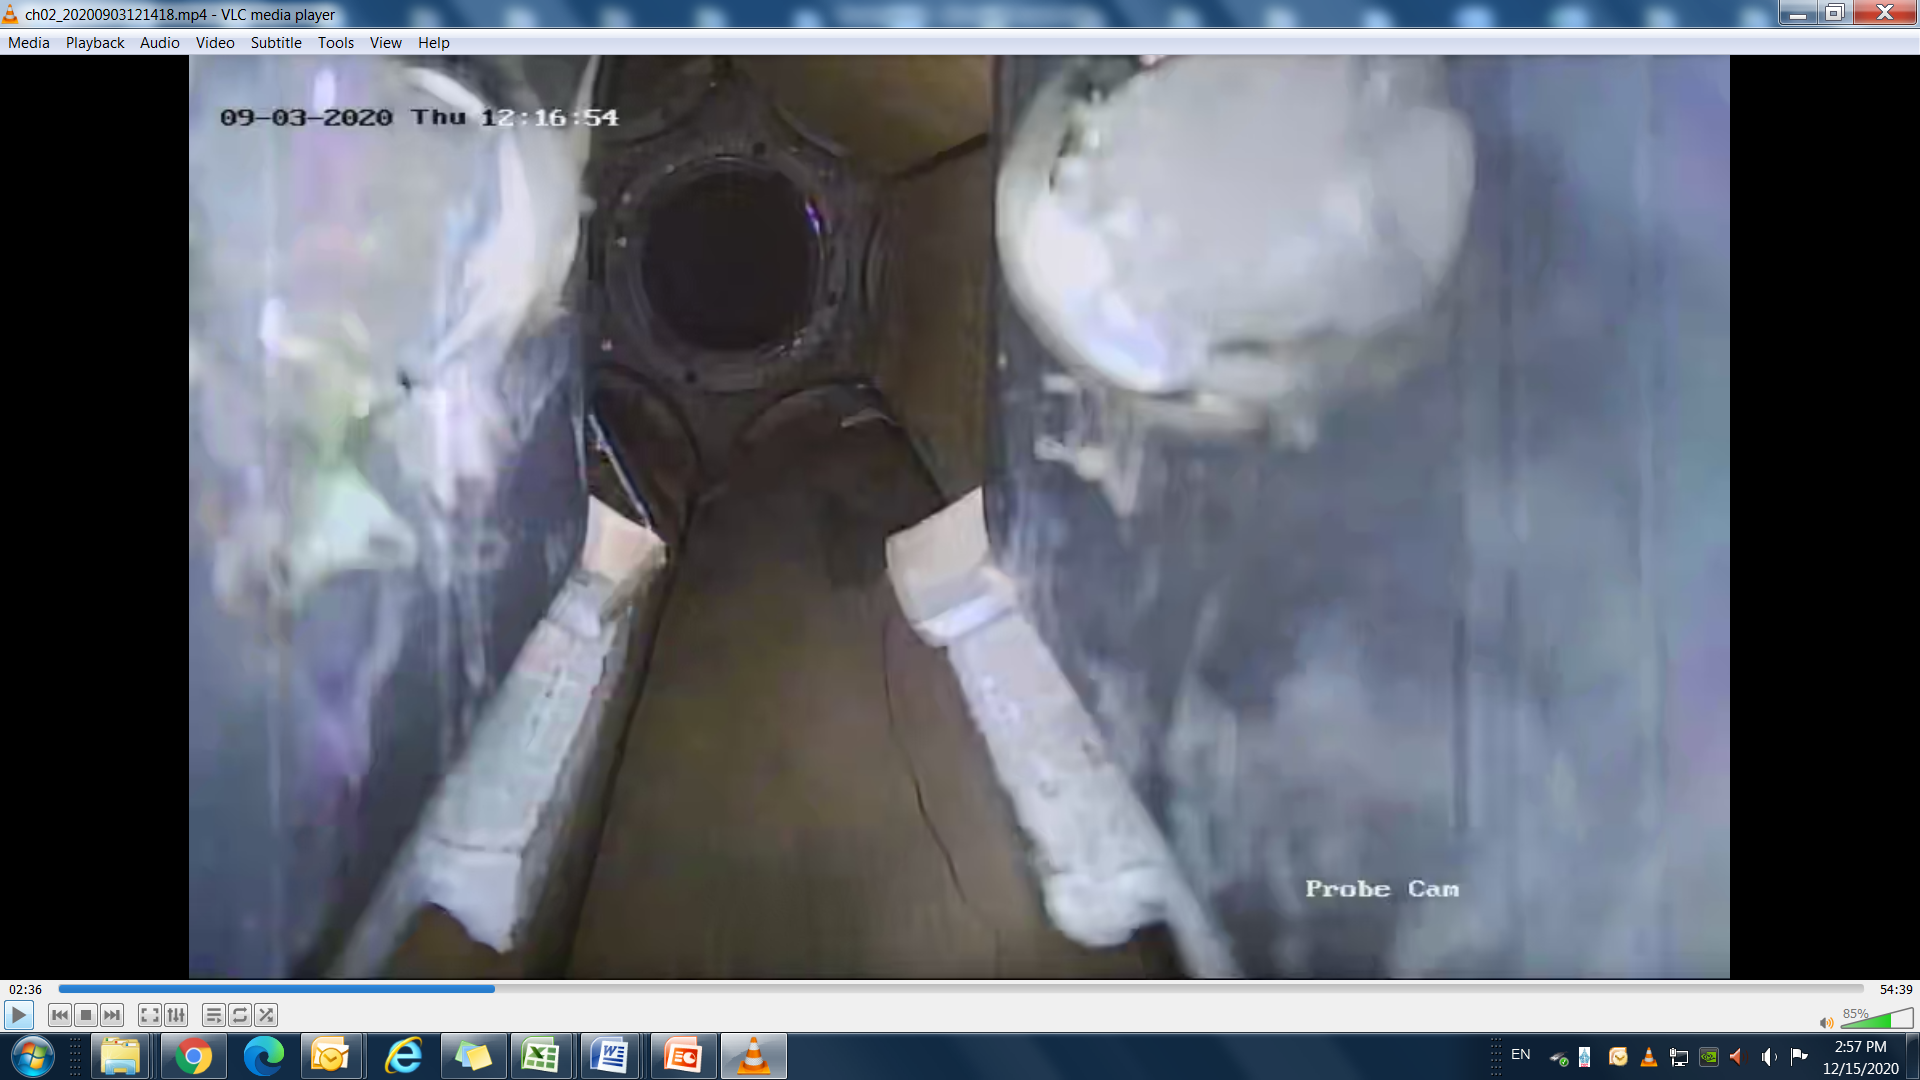 ch02_20200903121418.mp4 - VLC media player
Media Playback Audio Video Subtitle Tools View Help
09-03-2020 Thu 12:16:54
Probe Cam
02:36
54:39
85%
EN
2:57 PM
12/15/2020